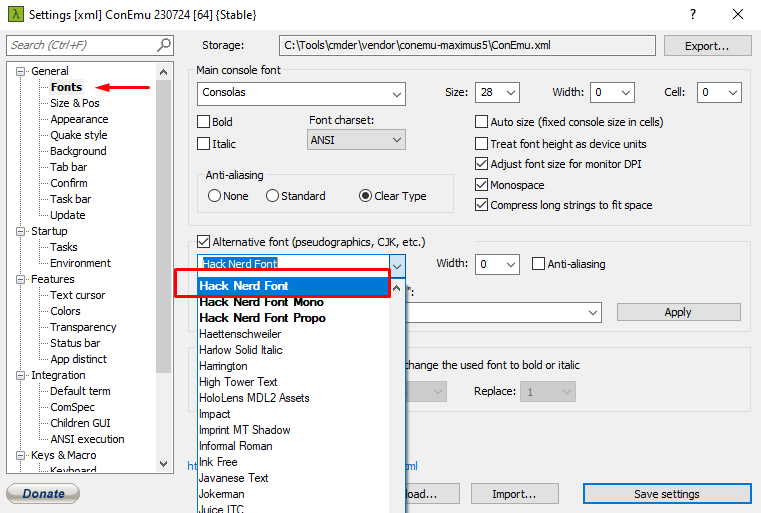 Settings [xml] ConEmu 230724 [64] {Stable}
Search (Ctrl+F)
Storage:
C:\Tools\cmder\vendor\conemu-maximus5\ConEmu.xml
Export...
General
Fonts
Size & Pos
Appearance
Quake style
Background
Tab bar
Confirm
Task bar
Update
Startup
Tasks
Environment
Features
Text cursor
Colors
Transparency
Status bar
App distinct
Integration
Default term
ComSpec
Children GUI
ANSI execution
Keys & Macro
Keyboard
Donate
Main console font
Consolas
Size: 28 Width: 0 Cell: 0
Bold
Italic
Font charset:
ANSI
Auto size (fixed console size in cells)
Treat font height as device units
Adjust font size for monitor DPI
Monospace
Compress long strings to fit space
Anti-aliasing
None Standard Clear Type
Alternative font (pseudographics, CJK, etc.)
Hack Nerd Font
Width: 0 Anti-aliasing
Hack Nerd Font
Hack Nerd Font Mono
Hack Nerd Font Propo
Haettenschweiler
Harlow Solid Italic
Harrington
High Tower Text
HoloLens MDL2 Assets
Impact
Imprint MT Shadow
Informal Roman
Ink Free
Javanese Text
Jokerman
Juice ITC
":
Apply
change the used font to bold or italic
Replace: 1
xml
load...
Import...
Save settings